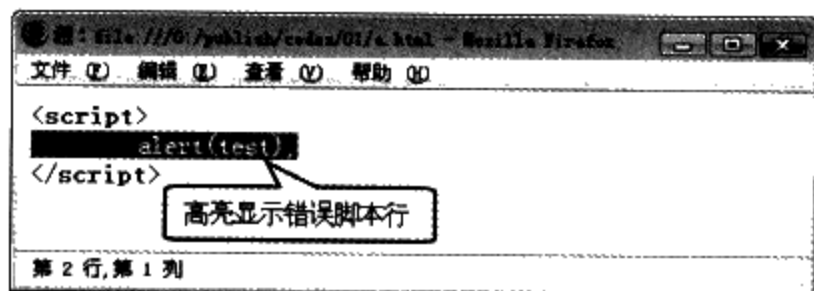 源: file:///G:/publish/codes/01/a.html - Mozilla Firefox
文件 (F) 编辑 (E) 查看 (V) 帮助 (H)
<script>
alert(test);
</script>
高亮显示错误脚本行
第 2 行,第 1 列